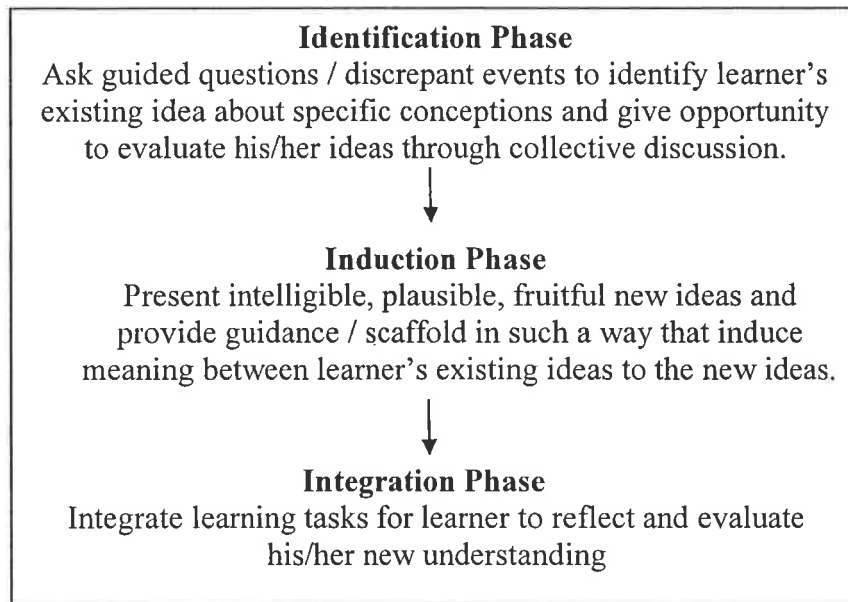 Identification Phase
Ask guided questions / discrepant events to identify learner's
existing idea about specific conceptions and give opportunity
to evaluate his/her ideas through collective discussion.
Induction Phase
Present intelligible, plausible, fruitful new ideas and
provide guidance / scaffold in such a way that induce
meaning between learner's existing ideas to the new ideas.
Integration Phase
Integrate learning tasks for learner to reflect and evaluate
his/her new understanding